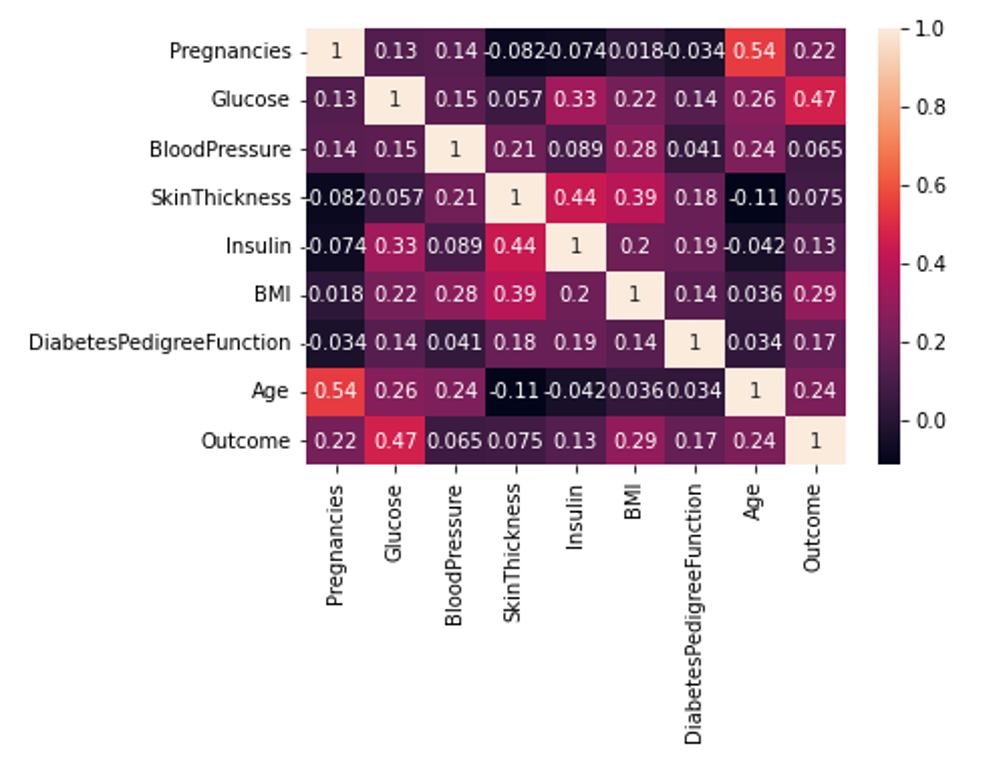 Pregnancies 1 0.13 0.14 -0.082 -0.074 0.018 -0.034 0.54 0.22
Glucose 0.13 1 0.15 0.057 0.33 0.22 0.14 0.26 0.47
BloodPressure 0.14 0.15 1 0.21 0.089 0.28 0.041 0.24 0.065
SkinThickness -0.082 0.057 0.21 1 0.44 0.39 0.18 -0.11 0.075
Insulin -0.074 0.33 0.089 0.44 1 0.2 0.19 -0.042 0.13
BMI 0.018 0.22 0.28 0.39 0.2 1 0.14 0.036 0.29
DiabetesPedigreeFunction -0.034 0.14 0.041 0.18 0.19 0.14 1 0.034 0.17
Age 0.54 0.26 0.24 -0.11 -0.042 0.036 0.034 1 0.24
Outcome 0.22 0.47 0.065 0.075 0.13 0.29 0.17 0.24 1
Pregnancies
Glucose
BloodPressure
SkinThickness
Insulin
BMI
DiabetesPedigreeFunction
Age
Outcome
1.0
0.8
0.6
0.4
0.2
0.0